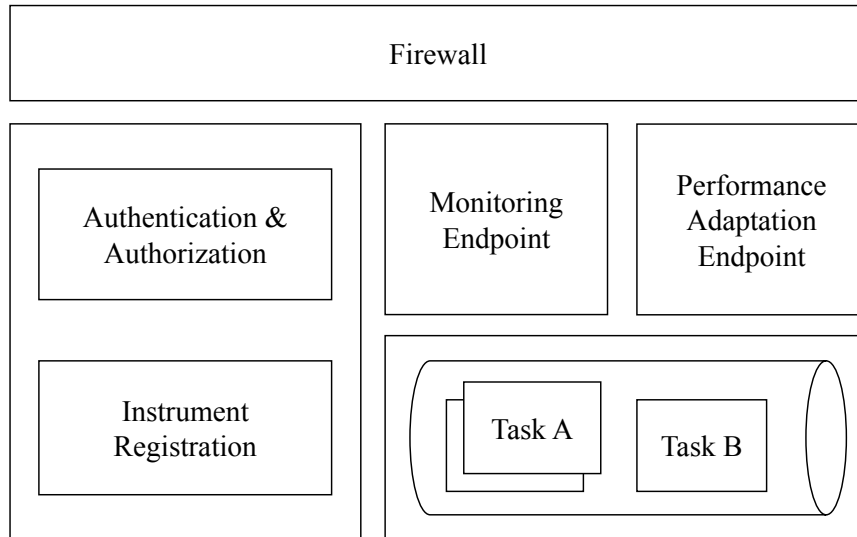 Firewall
Authentication &
Authorization
Instrument
Registration
Monitoring
Endpoint
Performance
Adaptation
Endpoint
Task A
Task B